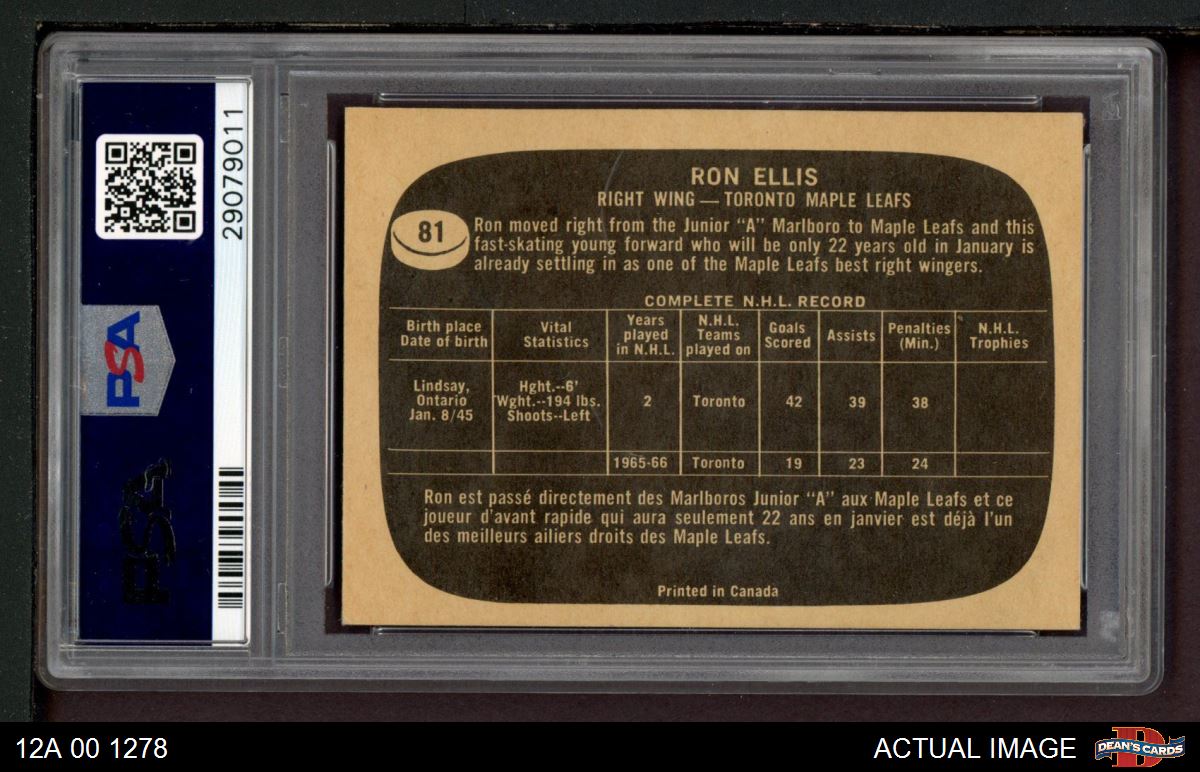 29079011
PSA
PSA
RON ELLIS
RIGHT WING — TORONTO MAPLE LEAFS
81
Ron moved right from the Junior “A” Marlboro to Maple Leafs and this
fast-skating young forward who will be only 22 years old in January is
already settling in as one of the Maple Leafs best right wingers.
COMPLETE N.H.L. RECORD
Birth place Date of birth | Vital Statistics | Years played in N.H.L. | N.H.L. Teams played on | Goals Scored | Assists | Penalties (Min.) | N.H.L. Trophies
Lindsay, Ontario Jan. 8/45 | Hght.--6' Wght.--194 lbs. Shoots--Left | 2 | Toronto | 42 | 39 | 38
1965-66 | Toronto | 19 | 23 | 24
Ron est passé directement des Marlboros Junior “A” aux Maple Leafs et ce
joueur d'avant rapide qui aura seulement 22 ans en janvier est déjà l'un
des meilleurs ailiers droits des Maple Leafs.
Printed in Canada
12A 00 1278
ACTUAL IMAGE
DEAN'S CARDS